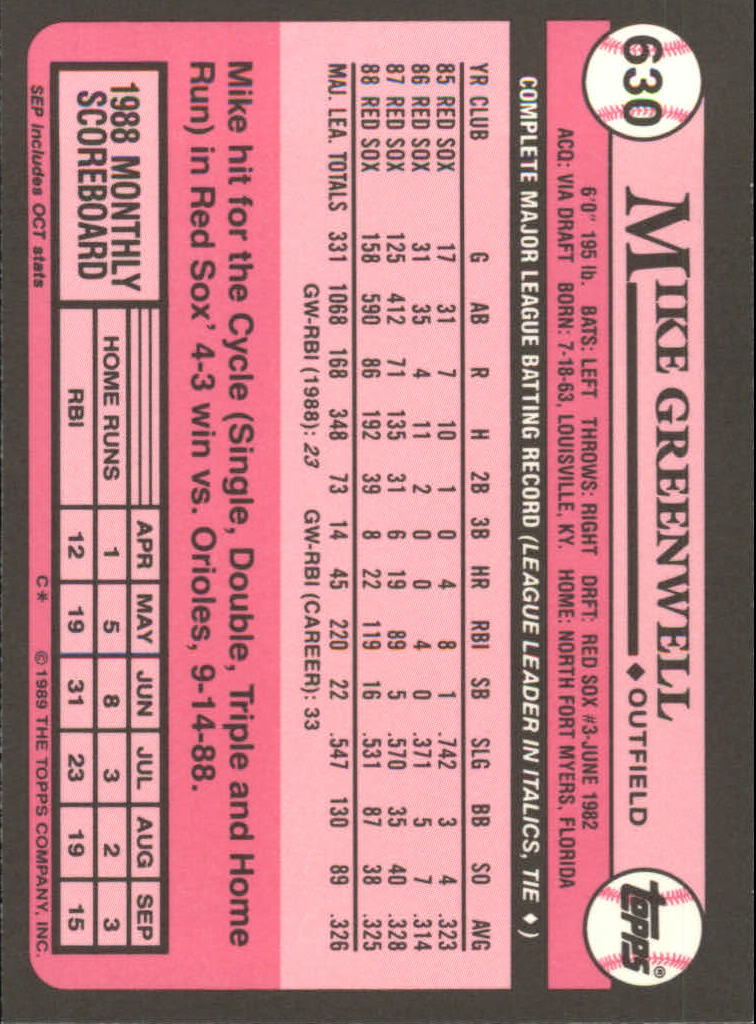 630
MIKE GREENWELL ♦OUTFIELD
topps®
6'0" 195 lb. BATS: LEFT THROWS: RIGHT DRFT: RED SOX #3-JUNE 1982
ACQ: VIA DRAFT BORN: 7-18-63, LOUISVILLE, KY. HOME: NORTH FORT MYERS, FLORIDA
COMPLETE MAJOR LEAGUE BATTING RECORD (LEAGUE LEADER IN ITALICS, TIE ♦)
YR CLUB G AB R H 2B 3B HR RBI SB SLG BB SO AVG
85 RED SOX 17 31 7 10 1 0 4 8 1 .742 3 4 .323
86 RED SOX 31 35 4 11 2 0 0 4 0 .371 5 7 .314
87 RED SOX 125 412 71 135 31 6 19 89 5 .570 35 40 .328
88 RED SOX 158 590 86 192 39 8 22 119 16 .531 87 38 .325
MAJ. LEA. TOTALS 331 1068 168 348 73 14 45 220 22 .547 130 89 .326
GW-RBI (1988): 23 GW-RBI (CAREER): 33
Mike hit for the Cycle (Single, Double, Triple and Home
Run) in Red Sox' 4-3 win vs. Orioles, 9-14-88.
1988 MONTHLY
SCOREBOARD
APR MAY JUN JUL AUG SEP
HOME RUNS 1 5 8 3 2 3
RBI 12 19 31 23 19 15
SEP includes OCT stats C* ©1989 THE TOPPS COMPANY, INC.